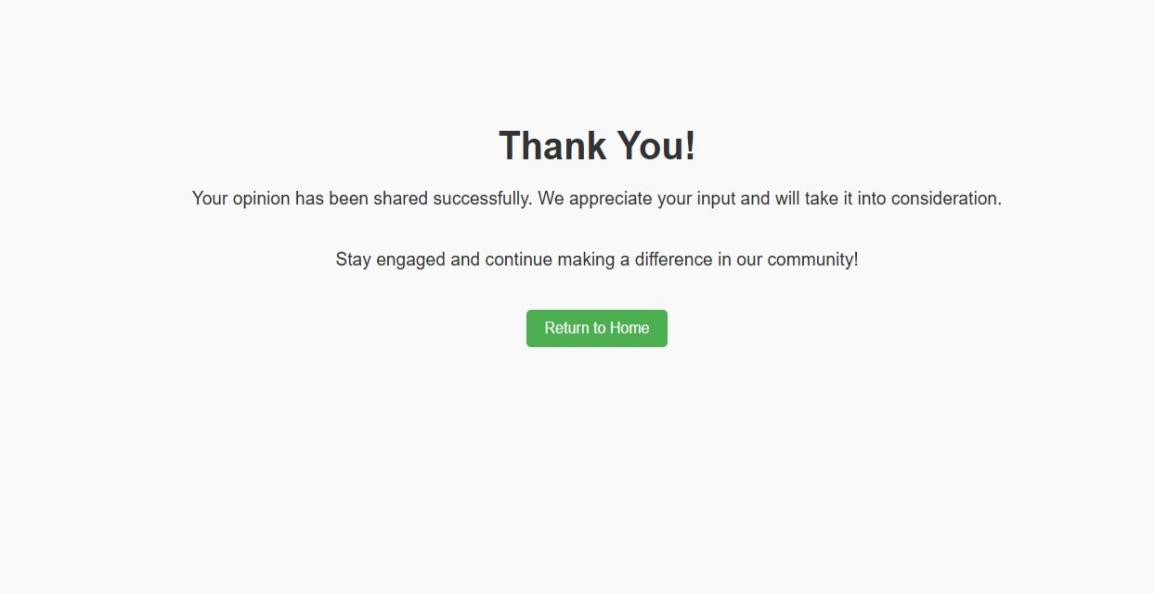 Thank You!
Your opinion has been shared successfully. We appreciate your input and will take it into consideration.
Stay engaged and continue making a difference in our community!
Return to Home